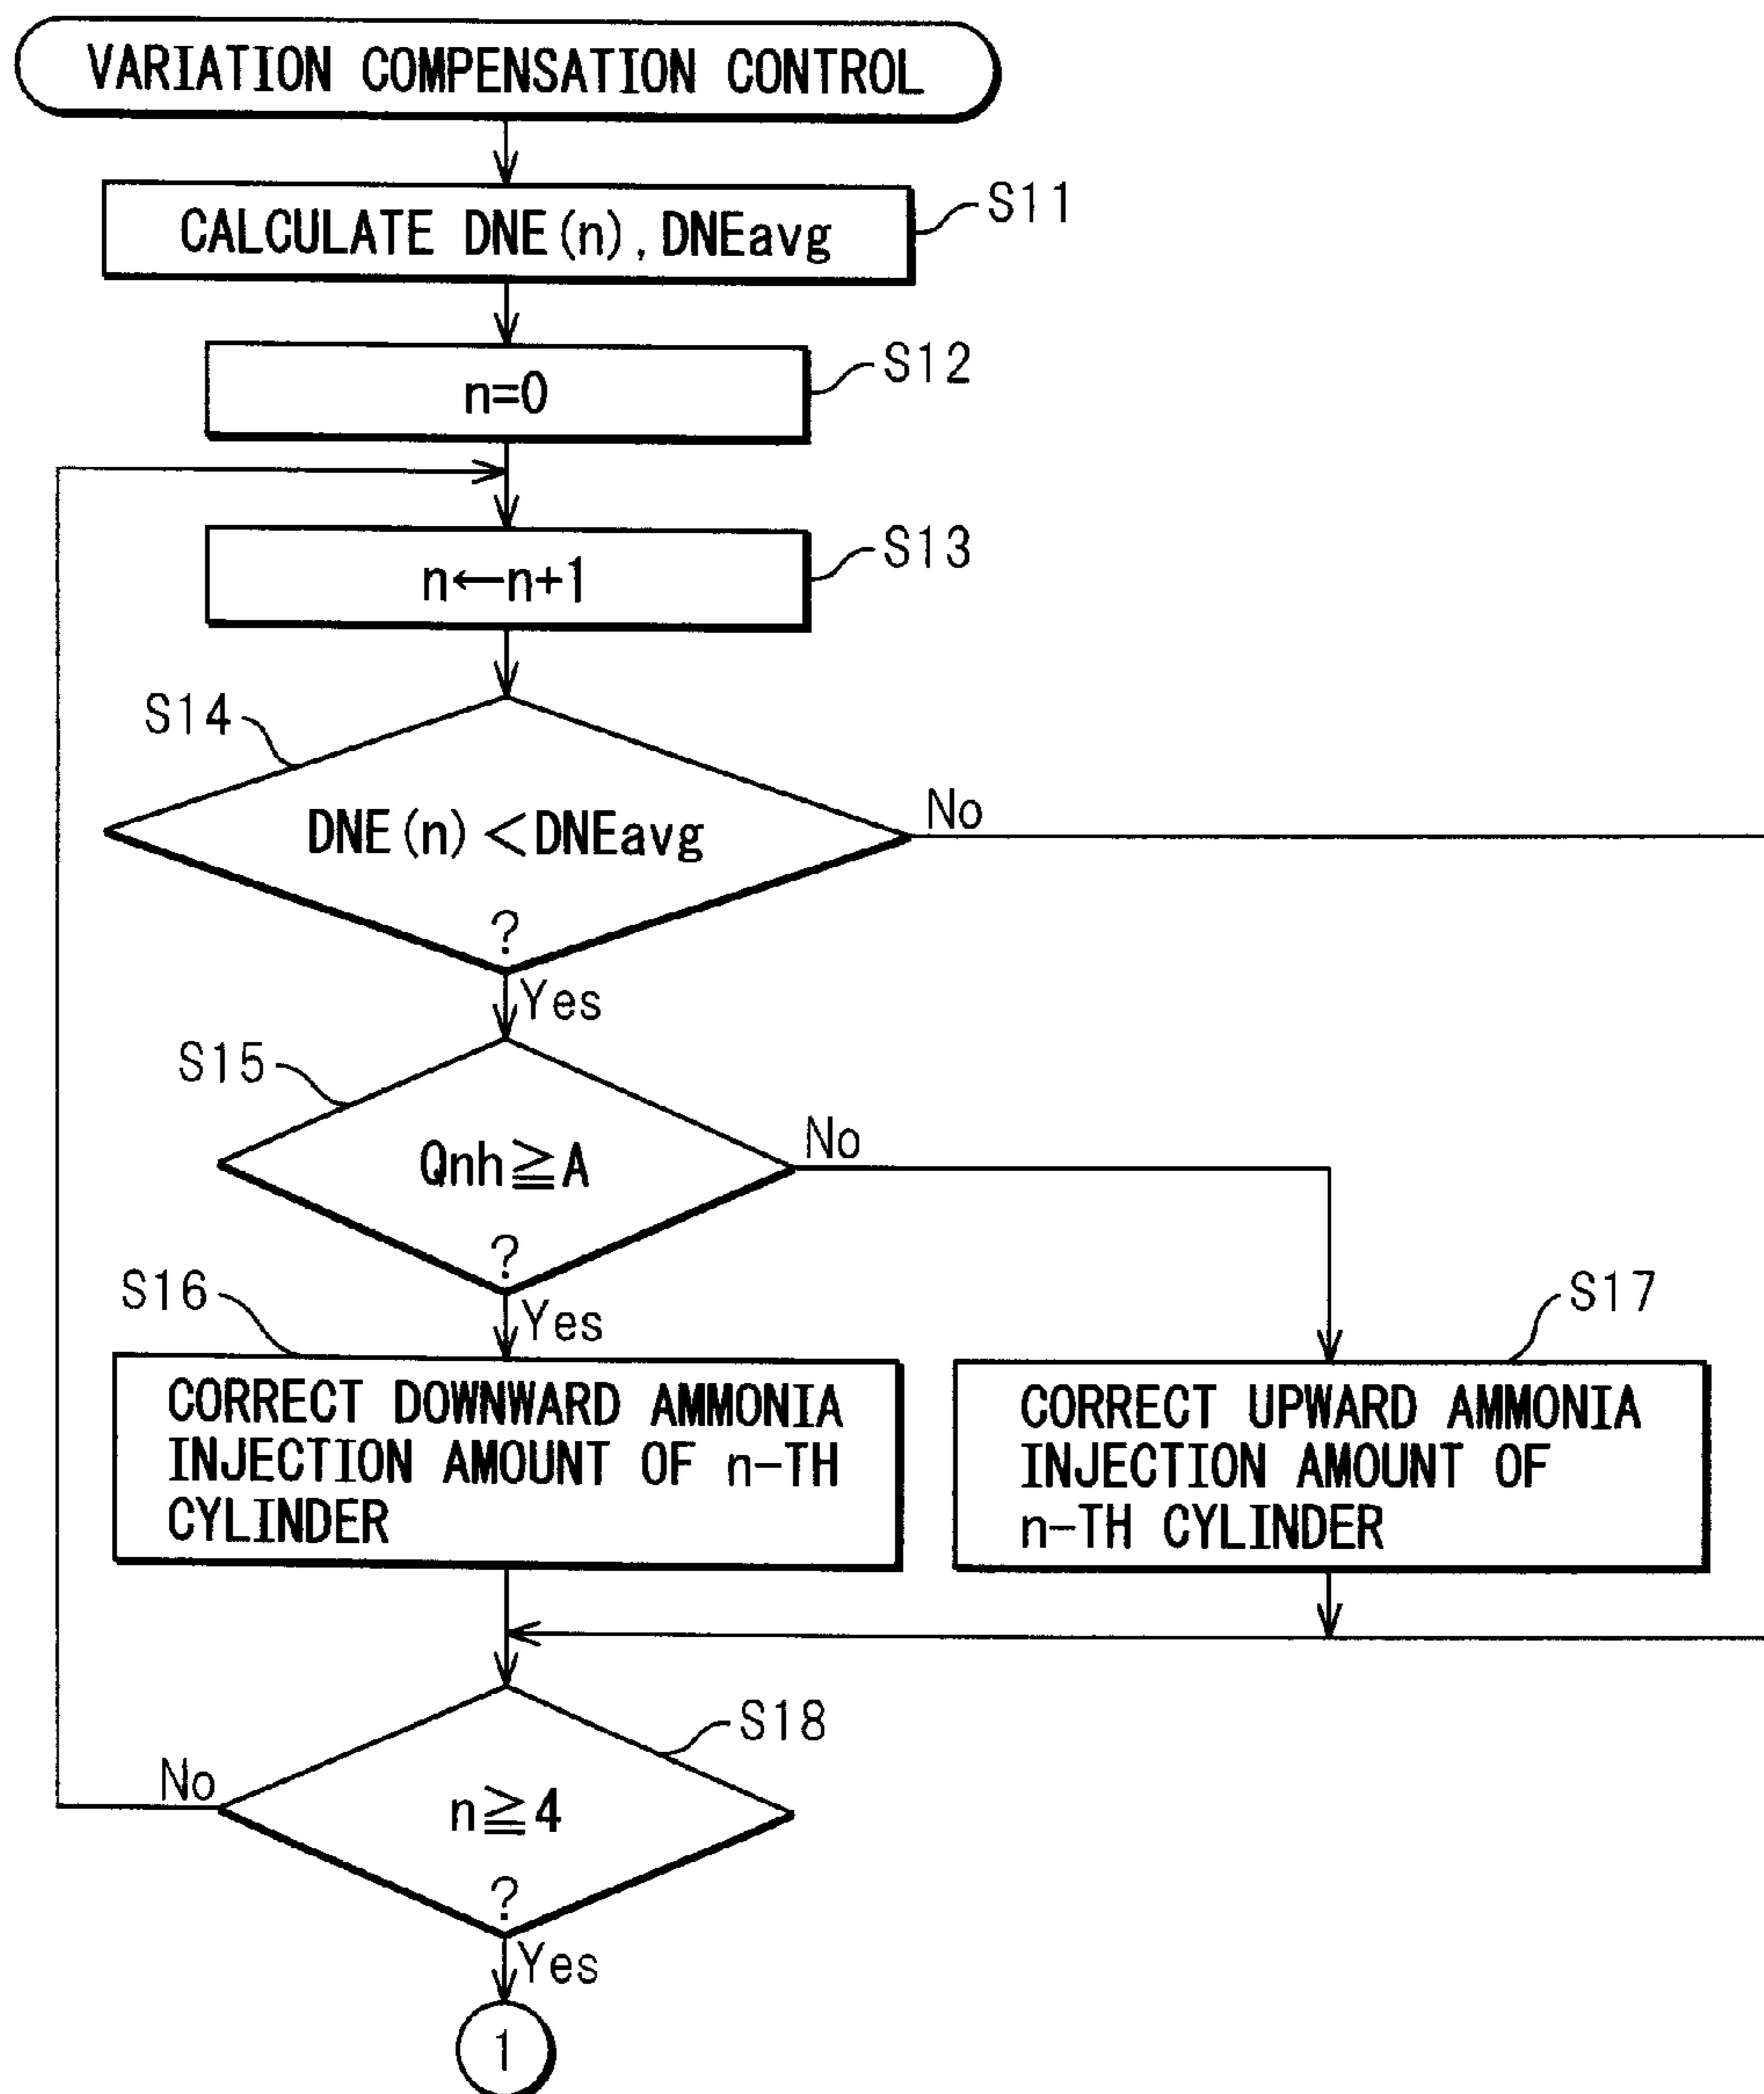 VARIATION COMPENSATION CONTROL
CALCULATE DNE(n), DNEavg
S11
n=0
S12
n←n+1
S13
S14
DNE(n)<DNEavg
?
No
Yes
S15
Qnh≧A
?
No
Yes
S16
CORRECT DOWNWARD AMMONIA
INJECTION AMOUNT OF n-TH
CYLINDER
S17
CORRECT UPWARD AMMONIA
INJECTION AMOUNT OF
n-TH CYLINDER
S18
n≧4
?
No
Yes
1